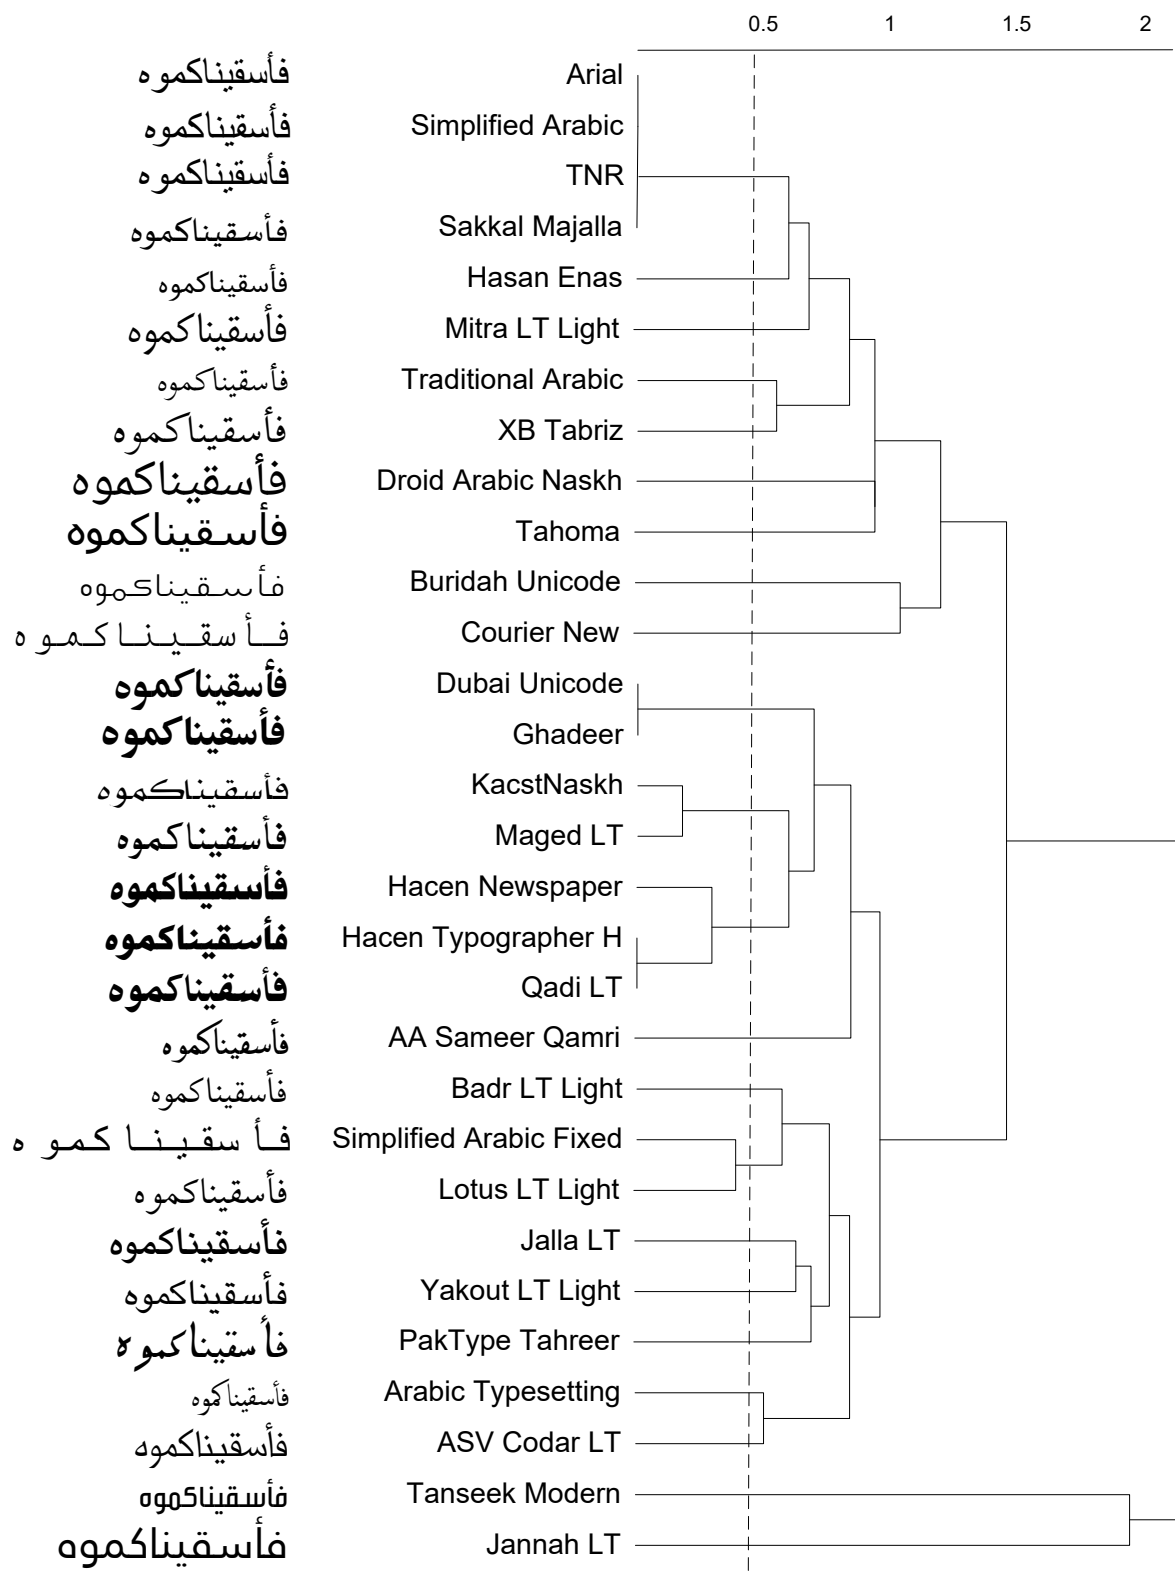 0.5 1 1.5 2
فأسقيناكموه Arial
فأسقيناكموه Simplified Arabic
فأسقيناكموه TNR
فأسقيناكموه Sakkal Majalla
فأسقيناكموه Hasan Enas
فأسقيناكموه Mitra LT Light
فأسقيناكموه Traditional Arabic
فأسقيناكموه XB Tabriz
فأسقيناكموه Droid Arabic Naskh
فأسقيناكموه Tahoma
فأسقيناكموه Buridah Unicode
فأسقيناكموه Courier New
فأسقيناكموه Dubai Unicode
فأسقيناكموه Ghadeer
فأسقيناكموه KacstNaskh
فأسقيناكموه Maged LT
فأسقيناكموه Hacen Newspaper
فأسقيناكموه Hacen Typographer H
فأسقيناكموه Qadi LT
فأسقيناكموه AA Sameer Qamri
فأسقيناكموه Badr LT Light
فأسقيناكموه Simplified Arabic Fixed
فأسقيناكموه Lotus LT Light
فأسقيناكموه Jalla LT
فأسقيناكموه Yakout LT Light
فأسقيناكموه PakType Tahreer
فأسقيناكموه Arabic Typesetting
فأسقيناكموه ASV Codar LT
فأسقيناكموه Tanseek Modern
فأسقيناكموه Jannah LT